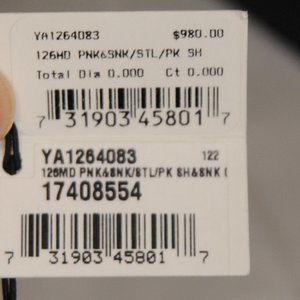 YA1264083 $980.00
126MD PNK&SNK/STL/PK SH
Total Dia 0.000 Ct 0.000
7 31903 45801 7
YA1264083 122
126MD PNK&SNK/STL/PK SH&SNK (
17408554
7 31903 45801 7